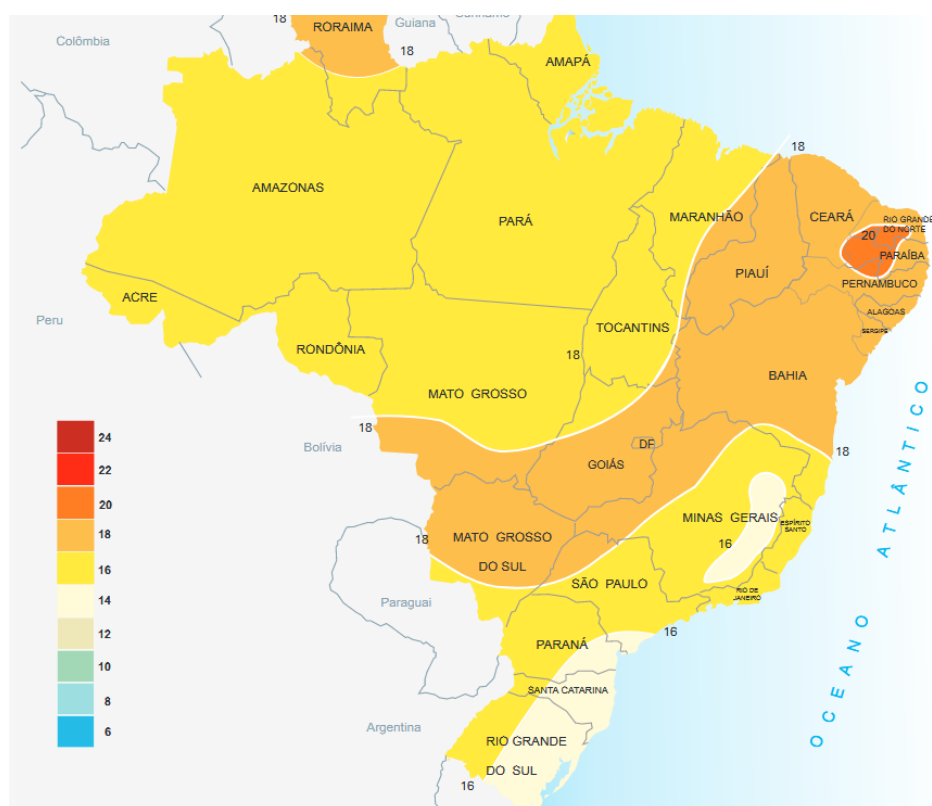 18
RORAIMA
Guiana
18
Colômbia
AMAPÁ
18
AMAZONAS
PARÁ
MARANHÃO
CEARÁ
RIO GRANDE
DO NORTE
20
PARAÍBA
PIAUÍ
PERNAMBUCO
ACRE
ALAGOAS
Peru
TOCANTINS
SERGIPE
RONDÔNIA
18
BAHIA
MATO GROSSO
18
Bolívia
DF
GOIÁS
18
24
22
20
18
16
14
12
10
8
6
MINAS GERAIS
ESPÍRITO
SANTO
16
18
MATO GROSSO
DO SUL
SÃO PAULO
RIO DE
JANEIRO
Paraguai
16
PARANÁ
SANTA CATARINA
Argentina
RIO GRANDE
DO SUL
16
OCEANO ATLÂNTICO